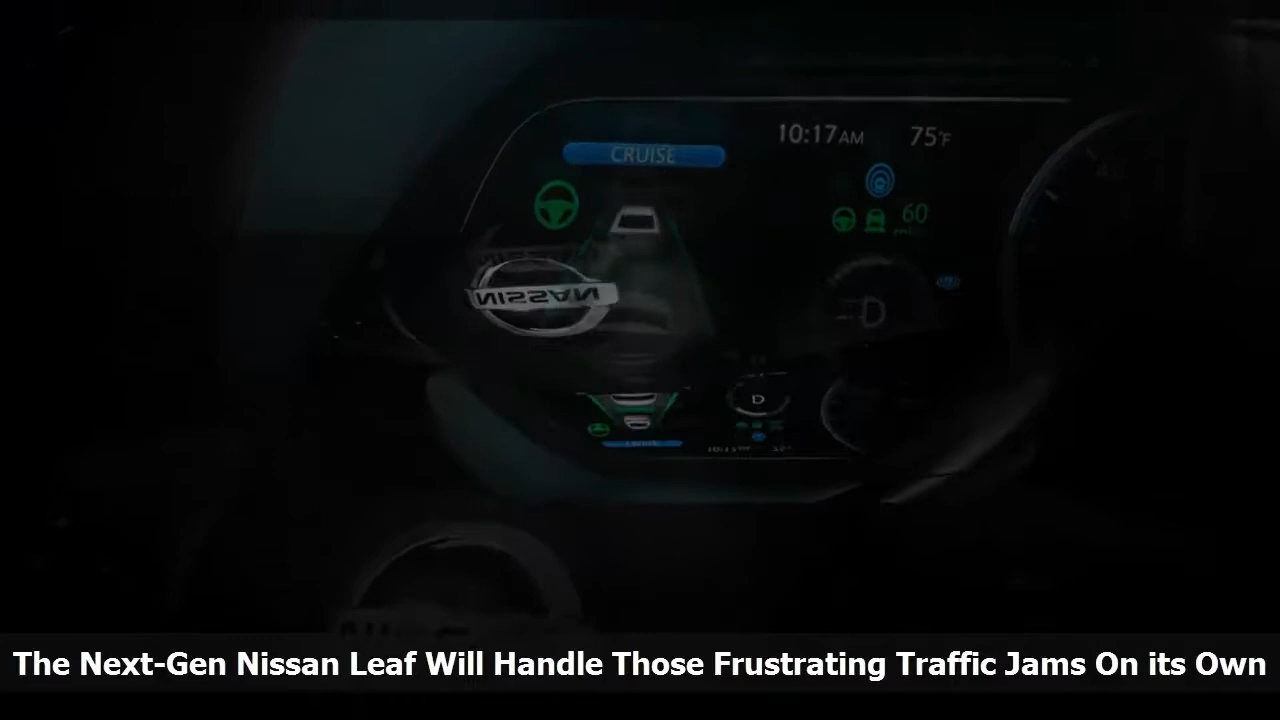 10:17AM 75°F
CRUISE
60
NISSAN
D
D
The Next-Gen Nissan Leaf Will Handle Those Frustrating Traffic Jams On its Own